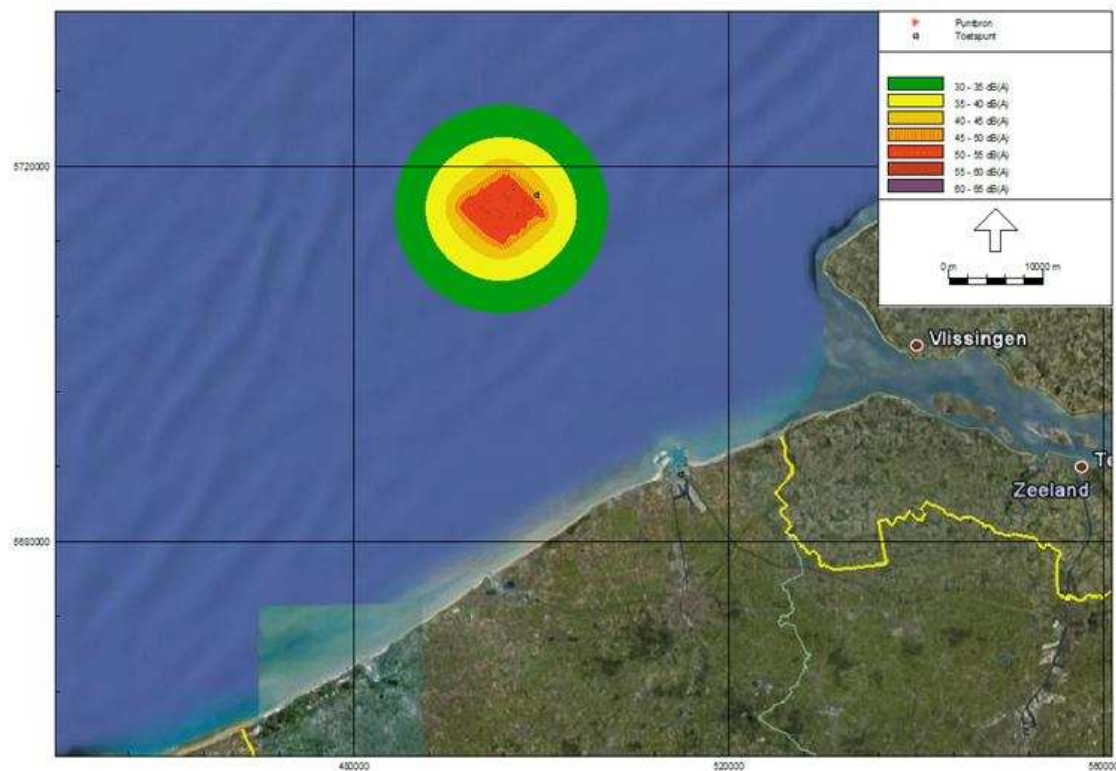 Puntbron
Toetspunt
30 - 35 dB(A)
35 - 40 dB(A)
40 - 45 dB(A)
45 - 50 dB(A)
50 - 55 dB(A)
55 - 60 dB(A)
60 - 65 dB(A)
0 m 10000 m
5720000
Vlissingen
Te
Zeeland
5680000
480000 520000 560000